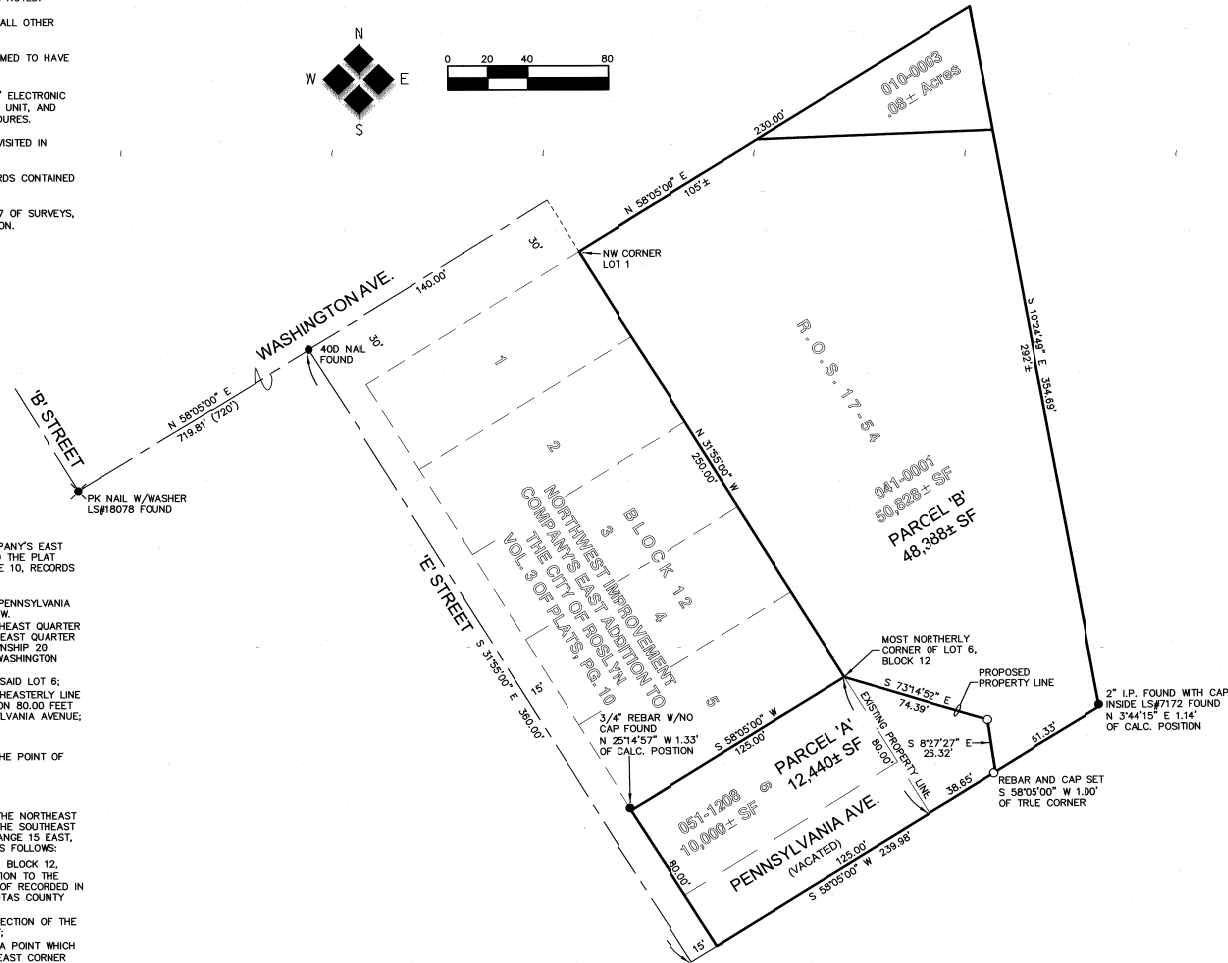 NOTED.
ALL OTHER
MED TO HAVE
ELECTRONIC
UNIT, AND
DURES.
VISITED IN
RDS CONTAINED
7 OF SURVEYS,
ON.
N
W
E
S
0 20 40 80
010-0003
.08± Acres
230.00'
N 58°05'00" E
105'±
NW CORNER
LOT 1
30'
140.00'
WASHINGTON AVE.
30'
40D NAIL
FOUND
N 58°05'00" E
719.81' (720')
'B' STREET
PK NAIL W/WASHER
LS#18078 FOUND
1
2
3
4
5
6
BLOCK 12
NORTHWEST IMPROVEMENT
COMPANY'S EAST ADDITION TO
THE CITY OF ROSLYN
VOL. 3 OF PLATS, PG. 10
N 31°55'00" W
250.00'
R.O.S. 17-54
041-0001
50,828± SF
PARCEL 'B'
48,388± SF
S 10°24'49" E 354.69'
292'±
'E' STREET
S 31°55'00" E 360.00'
15'
3/4" REBAR W/NO
CAP FOUND
N 25°14'57" W 1.33'
OF CALC. POSITION
MOST NORTHERLY
CORNER OF LOT 6,
BLOCK 12
PROPOSED
PROPERTY LINE
S 73°14'52" E
74.39'
2" I.P. FOUND WITH CAP
INSIDE LS#7172 FOUND
N 3°44'15" E 1.14'
OF CALC. POSITION
S 58°05'00" W
125.00'
EXISTING PROPERTY LINE
80.00'
S 8°27'27" E
61.33'
REBAR AND CAP SET
S 58°05'00" W 1.00'
OF TRUE CORNER
38.65'
PARCEL 'A'
12,440± SF
051-1208
10,000± SF
80.00'
PENNSYLVANIA AVE.
(VACATED)
125.00'
S 58°05'00" W 239.98'
15'
PANY'S EAST
THE PLAT
E 10, RECORDS
PENNSYLVANIA
W.
HEAST QUARTER
EAST QUARTER
NSHIP 20
WASHINGTON
SAID LOT 6;
HEASTERLY LINE
ON 80.00 FEET
LVANIA AVENUE;
HE POINT OF
THE NORTHEAST
HE SOUTHEAST
ANGE 15 EAST,
S FOLLOWS:
BLOCK 12,
TION TO THE
OF RECORDED IN
TAS COUNTY
ECTION OF THE
A POINT WHICH
EAST CORNER